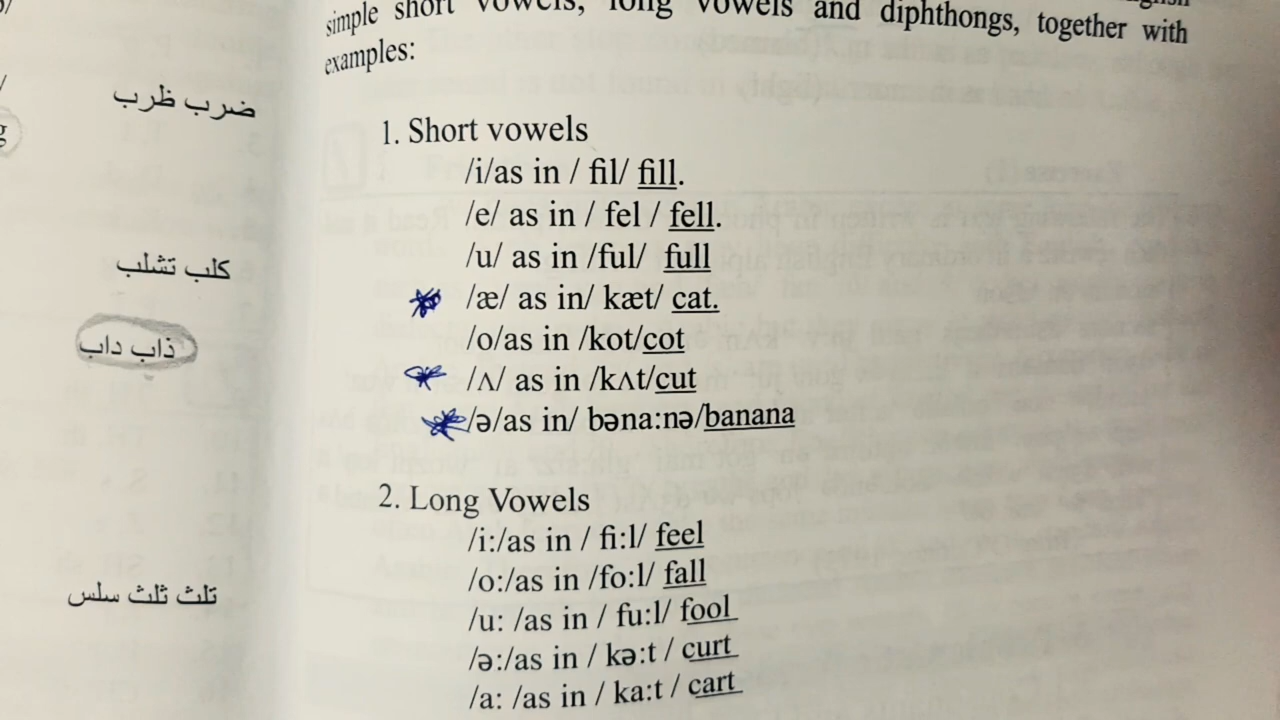 simple short vowels, long vowels and diphthongs, together with
examples:
ضرب ظرب
1. Short vowels
/i/as in / fil/ fill.
/e/ as in / fel / fell.
/u/ as in /ful/ full
كلب تشلب
/æ/ as in/ kæt/ cat.
/o/as in /kot/cot
ذاب داب
/ʌ/ as in /kʌt/cut
/ə/as in/ bəna:nə/banana
2. Long Vowels
/i:/as in / fi:l/ feel
/o:/as in /fo:l/ fall
تلث ثلث سلس
/u: /as in / fu:l/ fool
/ə:/as in / kə:t / curt
/a: /as in / ka:t / cart